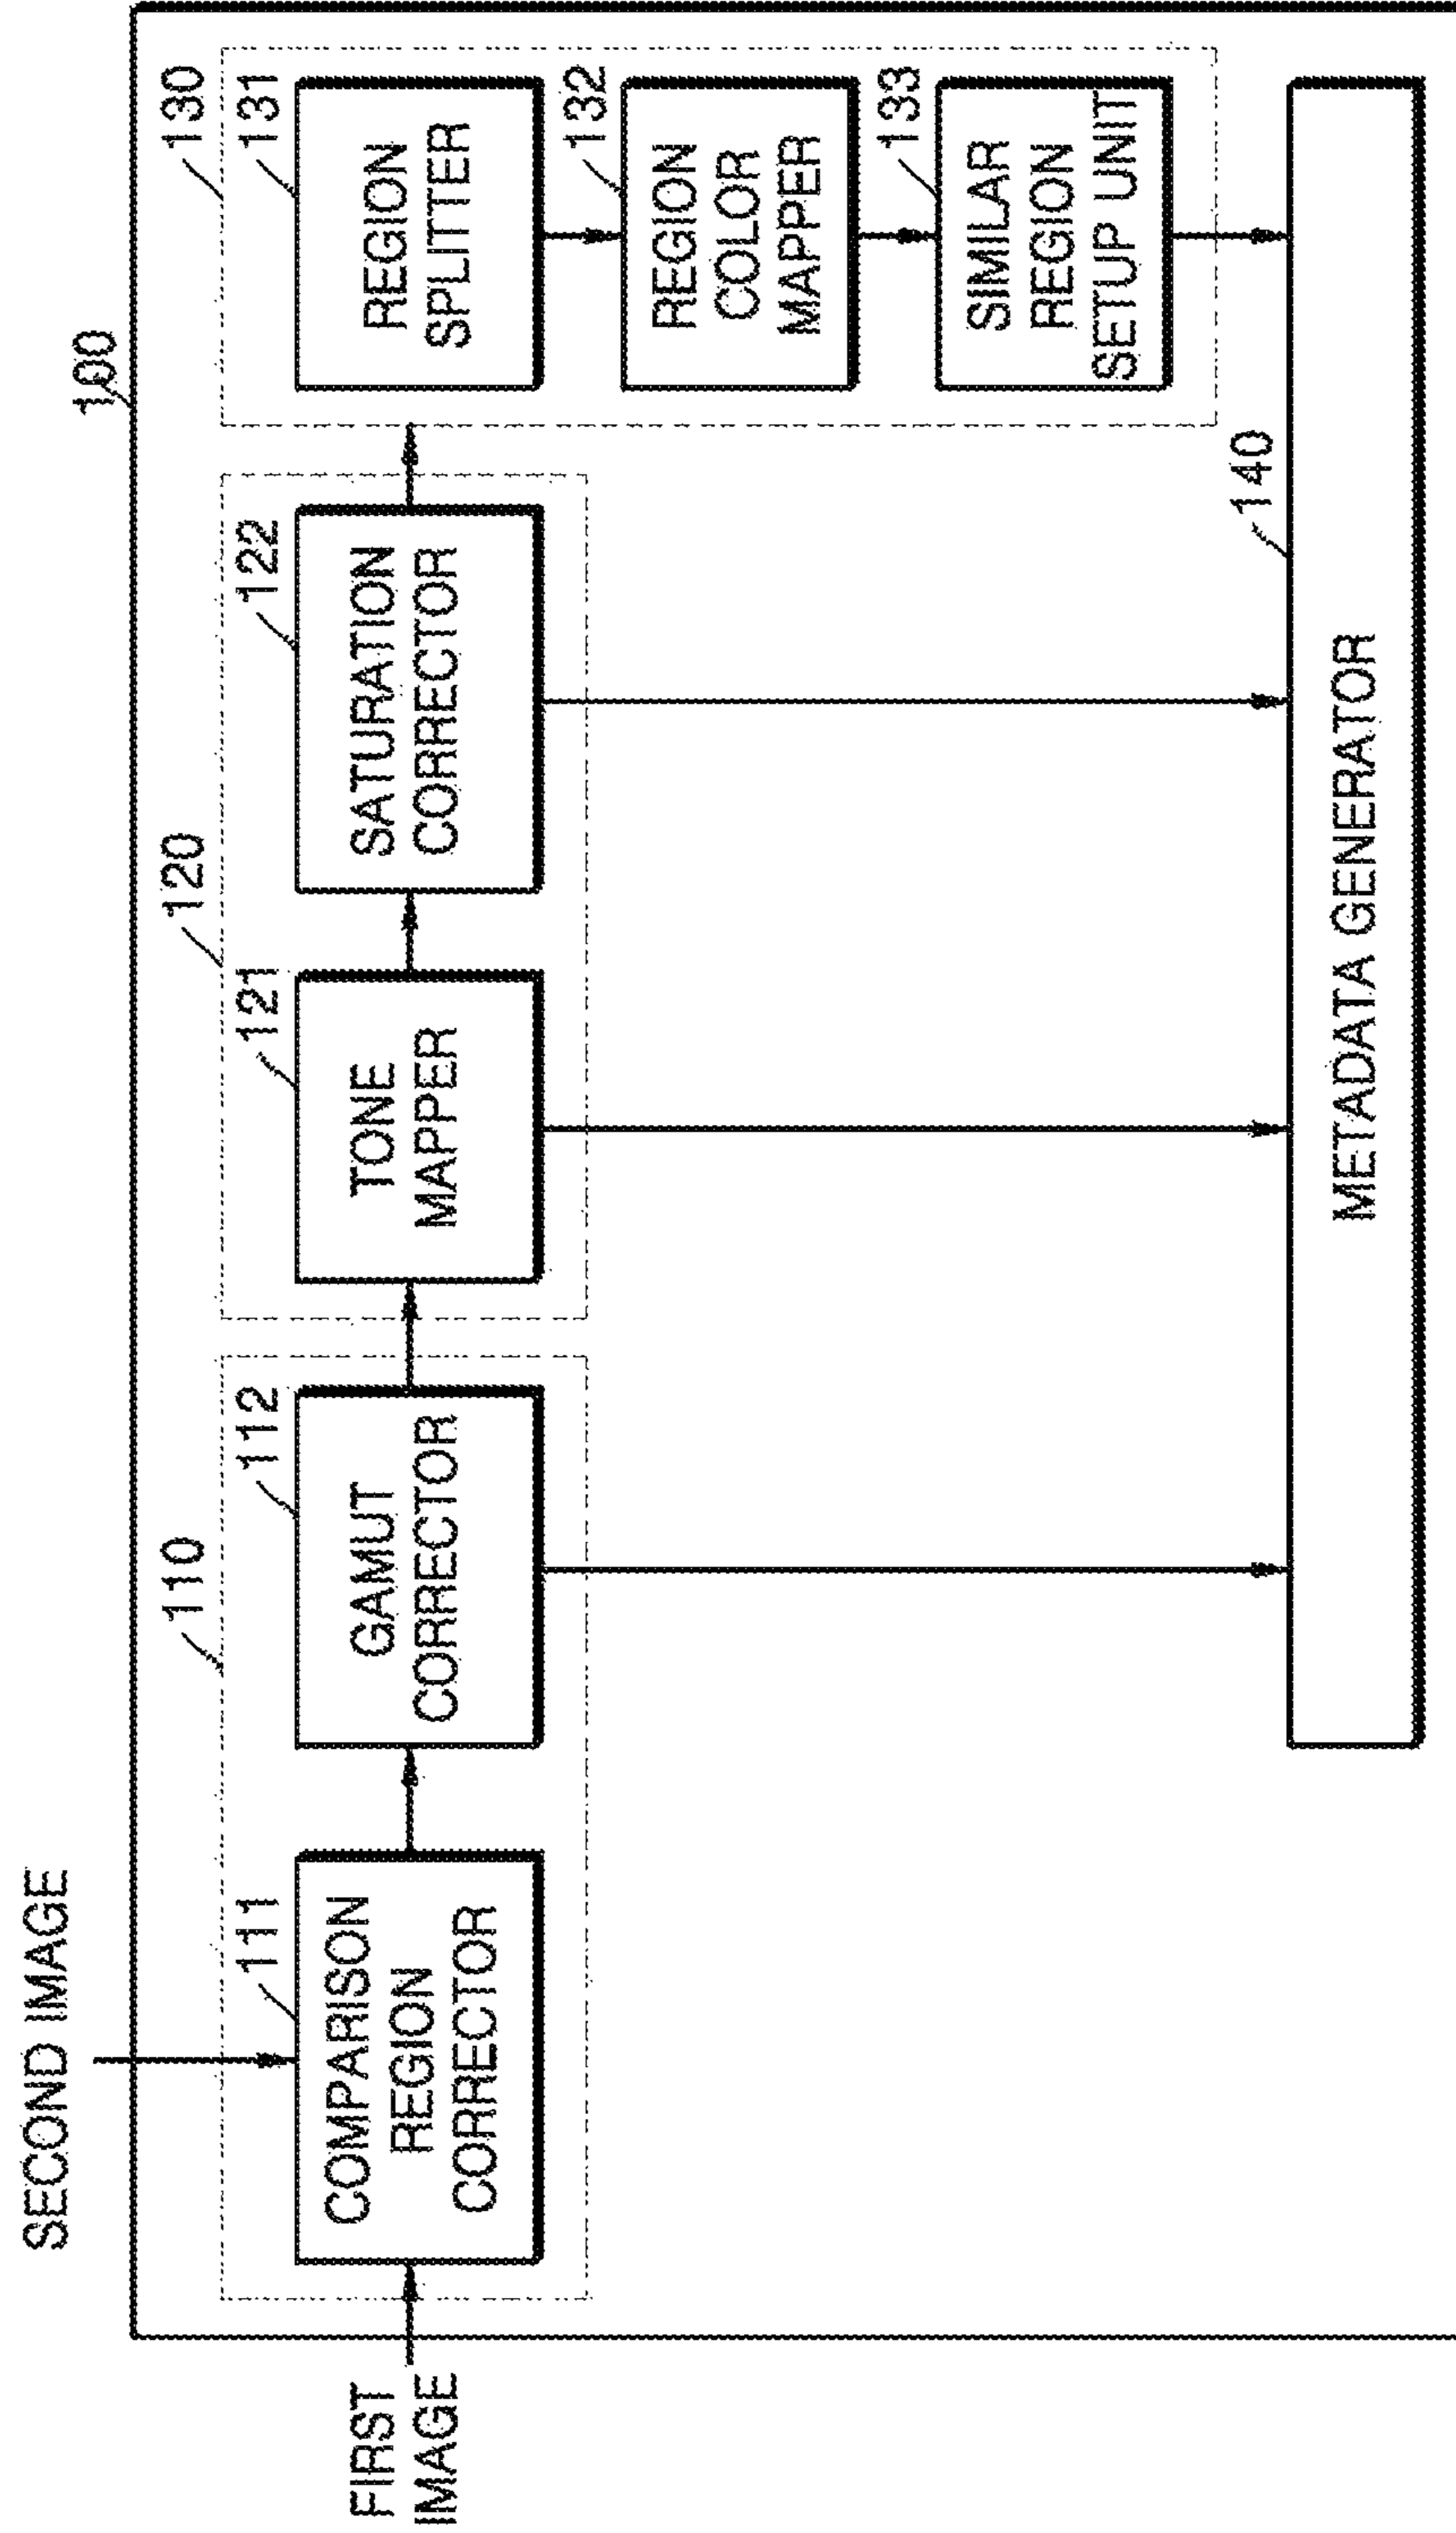 SECOND IMAGE
100
110
120
130
111
112
121
122
131
FIRST
IMAGE
COMPARISON
REGION
CORRECTOR
GAMUT
CORRECTOR
TONE
MAPPER
SATURATION
CORRECTOR
REGION
SPLITTER
132
REGION
COLOR
MAPPER
133
SIMILAR
REGION
SETUP UNIT
140
METADATA GENERATOR